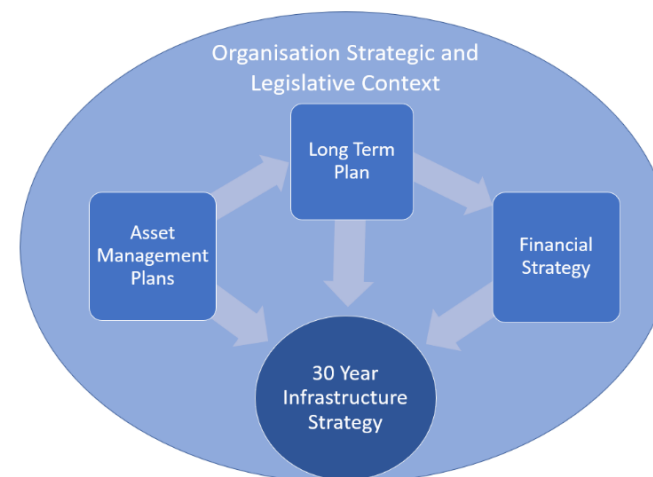 Organisation Strategic and
Legislative Context
Long Term
Plan
Asset
Management
Plans
Financial
Strategy
30 Year
Infrastructure
Strategy